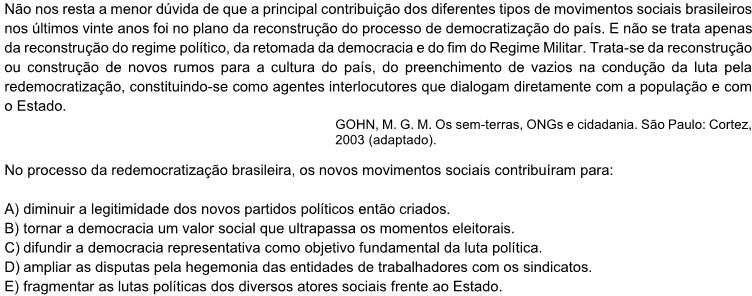 Não nos resta a menor dúvida de que a principal contribuição dos diferentes tipos de movimentos sociais brasileiros
nos últimos vinte anos foi no plano da reconstrução do processo de democratização do país. E não se trata apenas
da reconstrução do regime político, da retomada da democracia e do fim do Regime Militar. Trata-se da reconstrução
ou construção de novos rumos para a cultura do país, do preenchimento de vazios na condução da luta pela
redemocratização, constituindo-se como agentes interlocutores que dialogam diretamente com a população e com
o Estado.
GOHN, M. G. M. Os sem-terras, ONGs e cidadania. São Paulo: Cortez,
2003 (adaptado).
No processo da redemocratização brasileira, os novos movimentos sociais contribuíram para:
A) diminuir a legitimidade dos novos partidos políticos então criados.
B) tornar a democracia um valor social que ultrapassa os momentos eleitorais.
C) difundir a democracia representativa como objetivo fundamental da luta política.
D) ampliar as disputas pela hegemonia das entidades de trabalhadores com os sindicatos.
E) fragmentar as lutas políticas dos diversos atores sociais frente ao Estado.